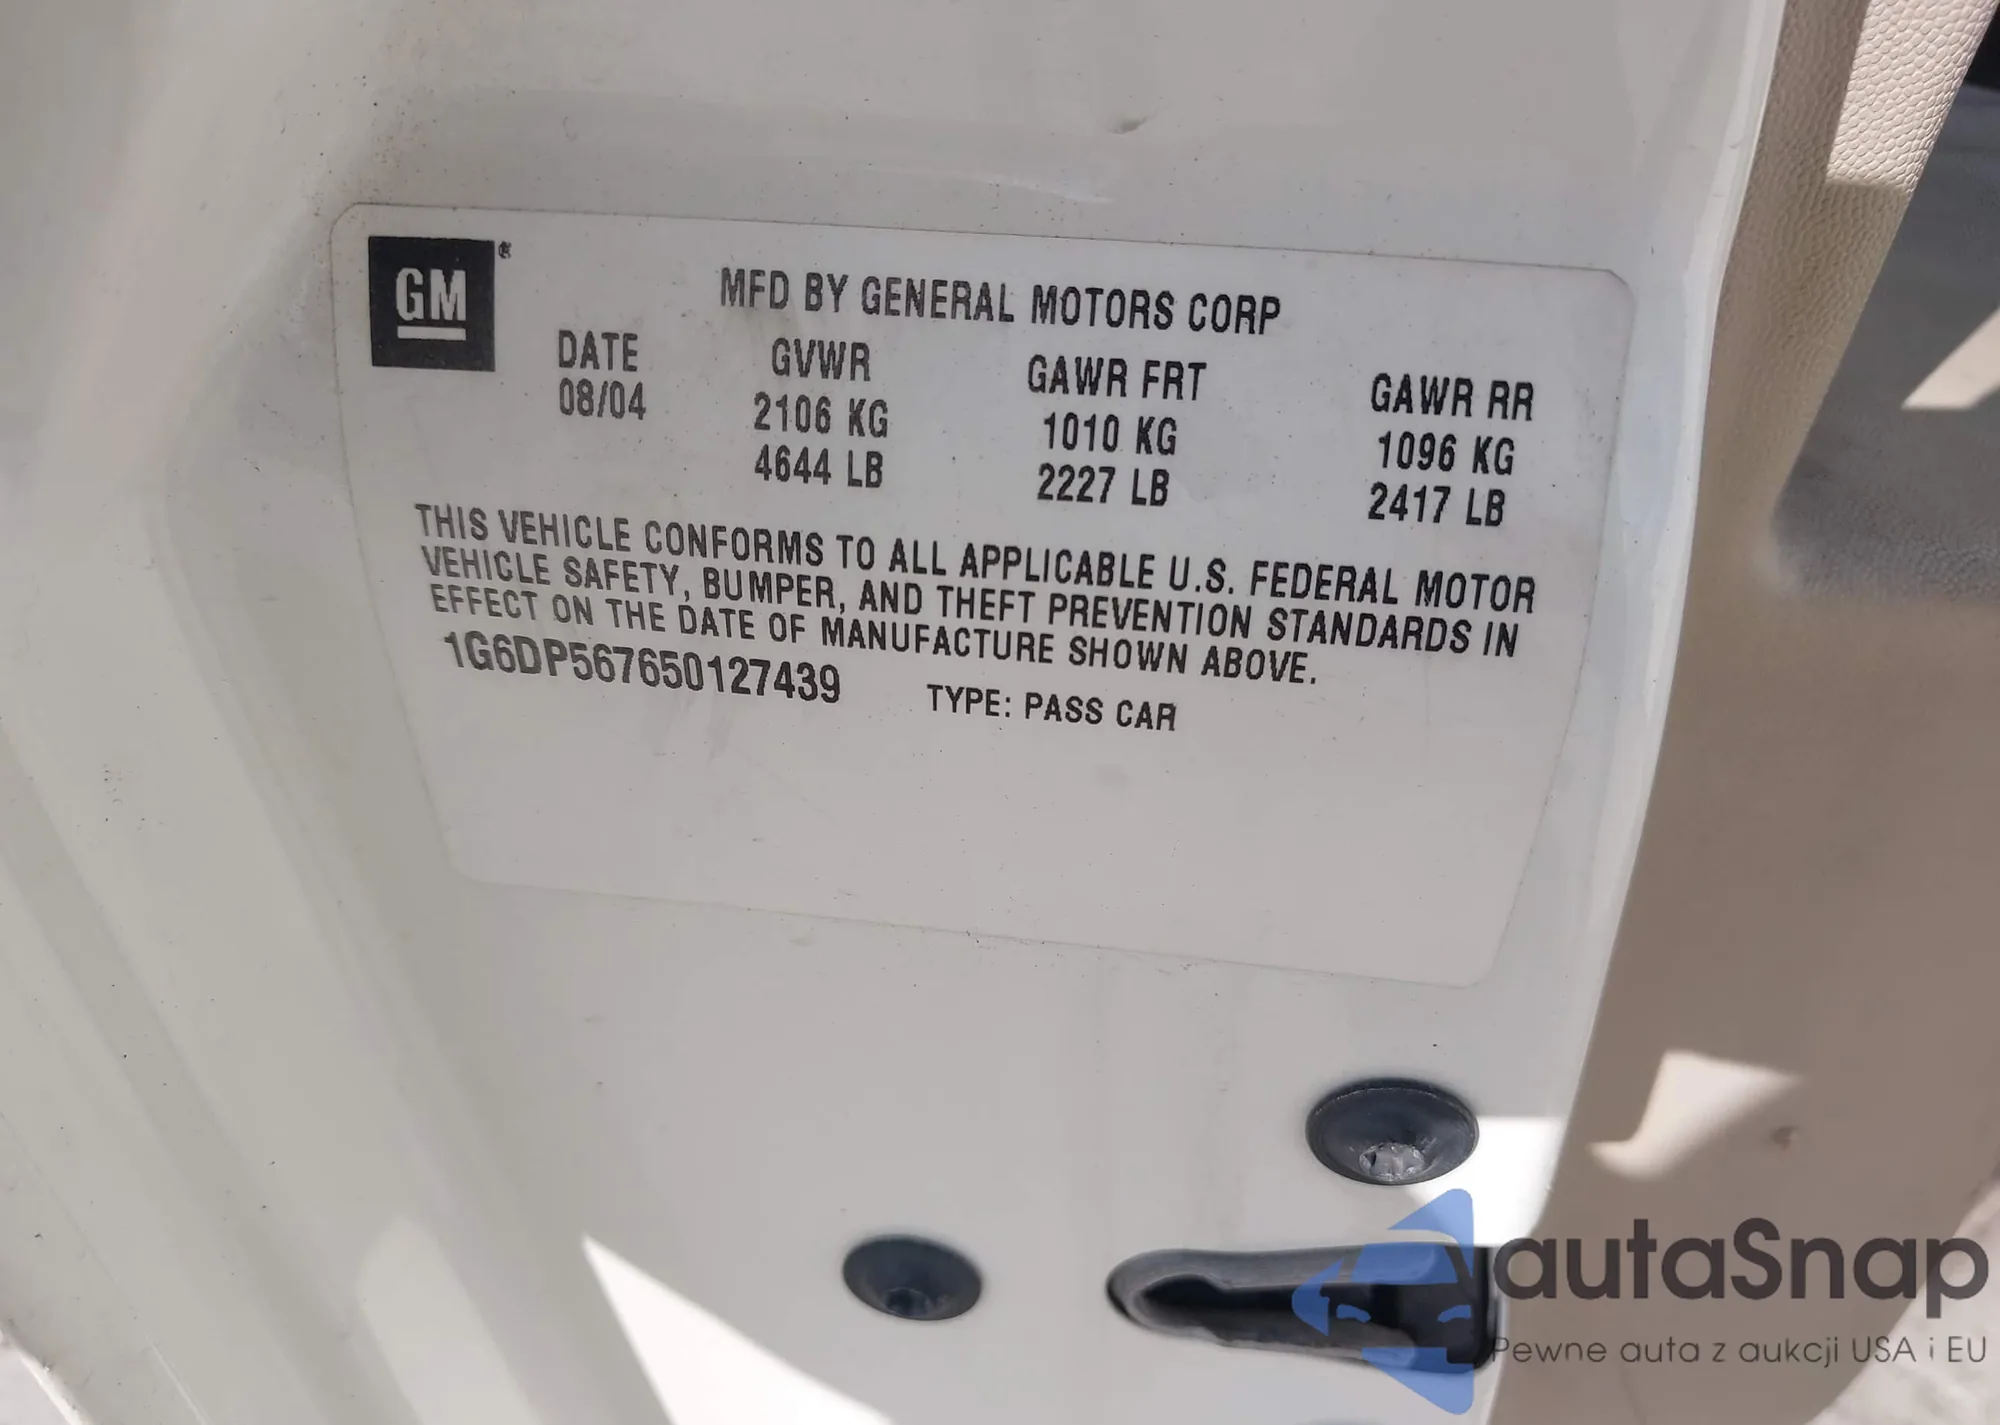 GM®
MFD BY GENERAL MOTORS CORP
DATE GVWR GAWR FRT GAWR RR
08/04 2106 KG 1010 KG 1096 KG
4644 LB 2227 LB 2417 LB
THIS VEHICLE CONFORMS TO ALL APPLICABLE U.S. FEDERAL MOTOR
VEHICLE SAFETY, BUMPER, AND THEFT PREVENTION STANDARDS IN
EFFECT ON THE DATE OF MANUFACTURE SHOWN ABOVE.
1G6DP567650127439 TYPE: PASS CAR
autaSnap
Pewne auta z aukcji USA i EU